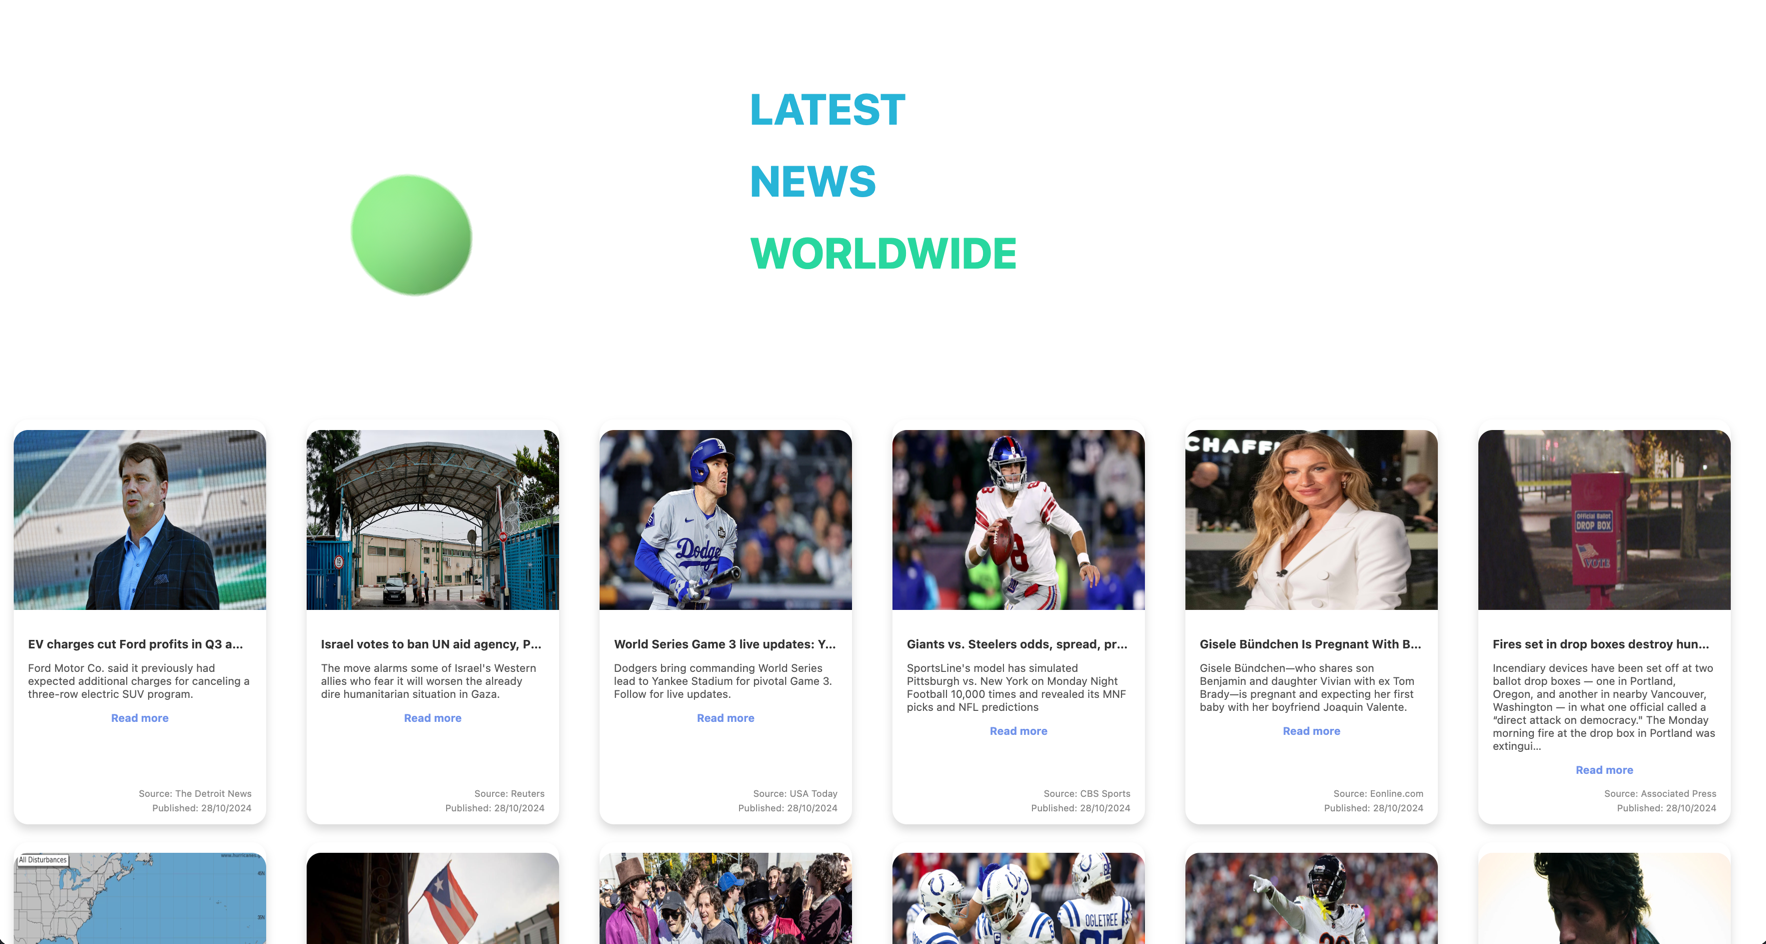 LATEST
NEWS
WORLDWIDE
CHAFF
Dodge
8
Official Ballot
DROP BOX
VOTE
EV charges cut Ford profits in Q3 a...
Ford Motor Co. said it previously had
expected additional charges for canceling a
three-row electric SUV program.
Read more
Source: The Detroit News
Published: 28/10/2024
Israel votes to ban UN aid agency, P...
The move alarms some of Israel's Western
allies who fear it will worsen the already
dire humanitarian situation in Gaza.
Read more
Source: Reuters
Published: 28/10/2024
World Series Game 3 live updates: Y...
Dodgers bring commanding World Series
lead to Yankee Stadium for pivotal Game 3.
Follow for live updates.
Read more
Source: USA Today
Published: 28/10/2024
Giants vs. Steelers odds, spread, pr...
SportsLine's model has simulated
Pittsburgh vs. New York on Monday Night
Football 10,000 times and revealed its MNF
picks and NFL predictions
Read more
Source: CBS Sports
Published: 28/10/2024
Gisele Bündchen Is Pregnant With B...
Gisele Bündchen—who shares son
Benjamin and daughter Vivian with ex Tom
Brady—is pregnant and expecting her first
baby with her boyfriend Joaquin Valente.
Read more
Source: Eonline.com
Published: 28/10/2024
Fires set in drop boxes destroy hun...
Incendiary devices have been set off at two
ballot drop boxes — one in Portland,
Oregon, and another in nearby Vancouver,
Washington — in what one official called a
“direct attack on democracy.” The Monday
morning fire at the drop box in Portland was
extingui...
Read more
Source: Associated Press
Published: 28/10/2024
All Disturbances
OGLETREE